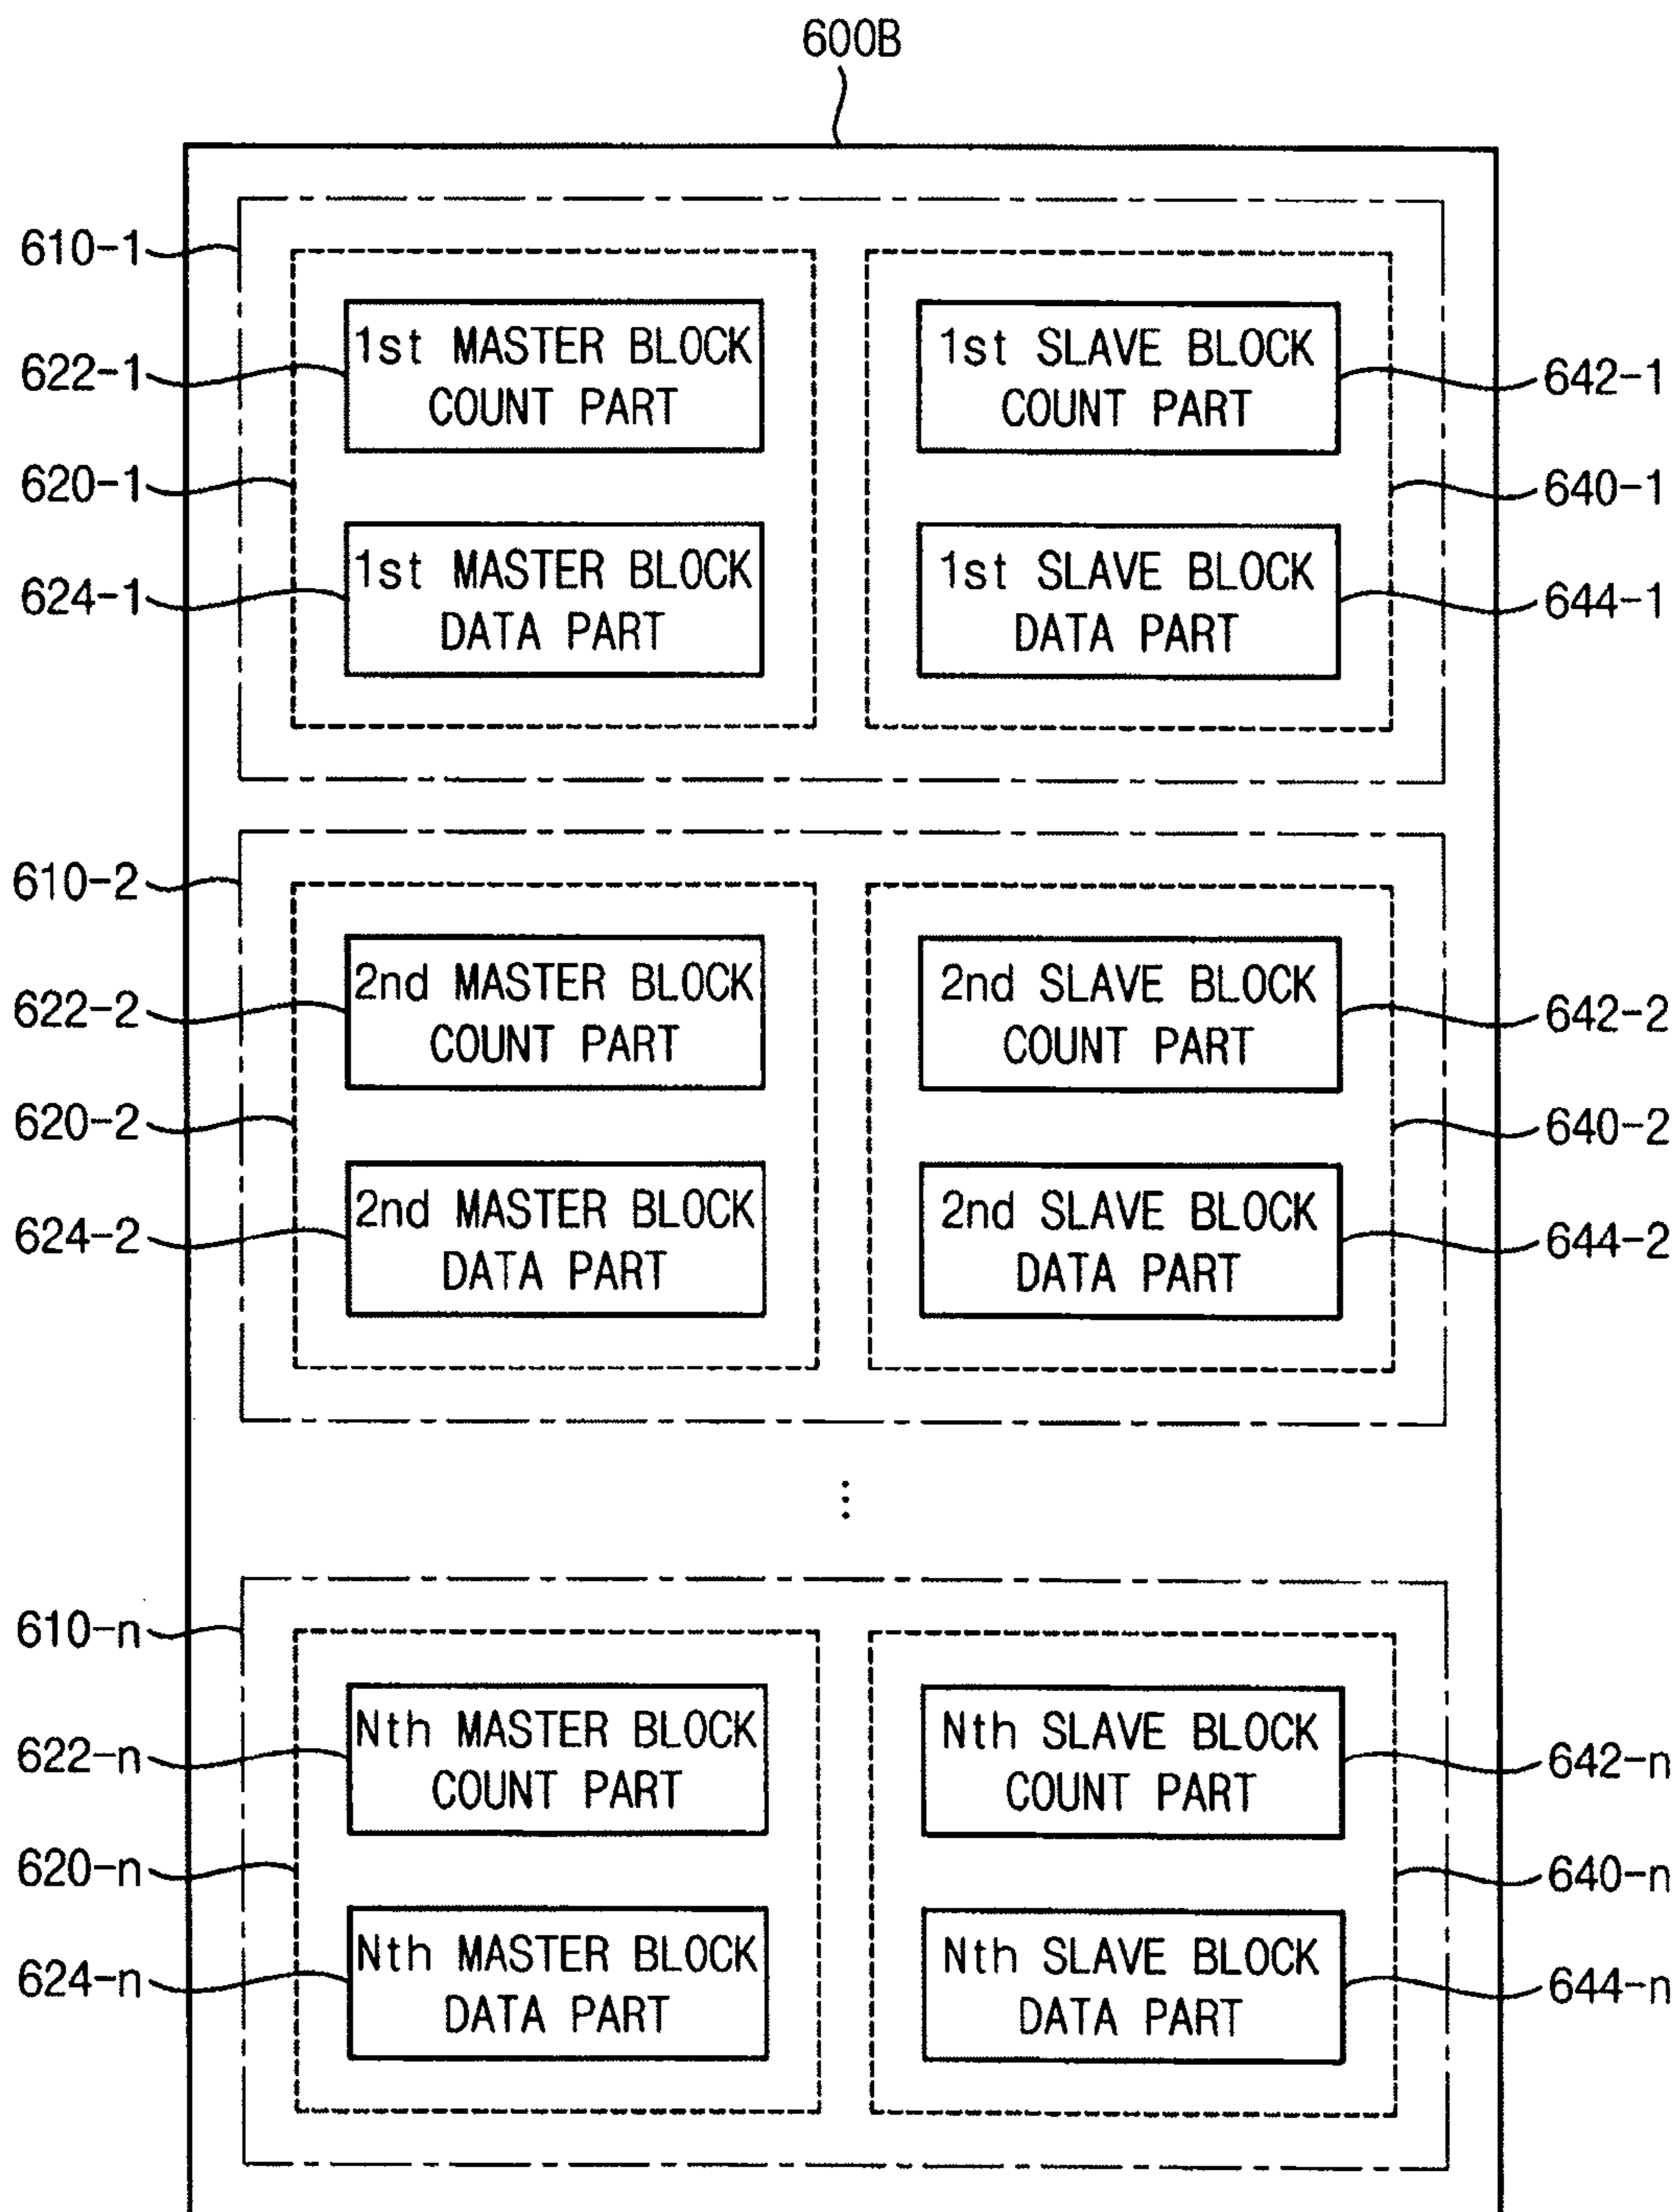 600B
610-1
1st MASTER BLOCK
COUNT PART
1st SLAVE BLOCK
COUNT PART
622-1
642-1
620-1
640-1
1st MASTER BLOCK
DATA PART
1st SLAVE BLOCK
DATA PART
624-1
644-1
610-2
2nd MASTER BLOCK
COUNT PART
2nd SLAVE BLOCK
COUNT PART
622-2
642-2
620-2
640-2
2nd MASTER BLOCK
DATA PART
2nd SLAVE BLOCK
DATA PART
624-2
644-2
⋮
610-n
Nth MASTER BLOCK
COUNT PART
Nth SLAVE BLOCK
COUNT PART
622-n
642-n
620-n
640-n
Nth MASTER BLOCK
DATA PART
Nth SLAVE BLOCK
DATA PART
624-n
644-n